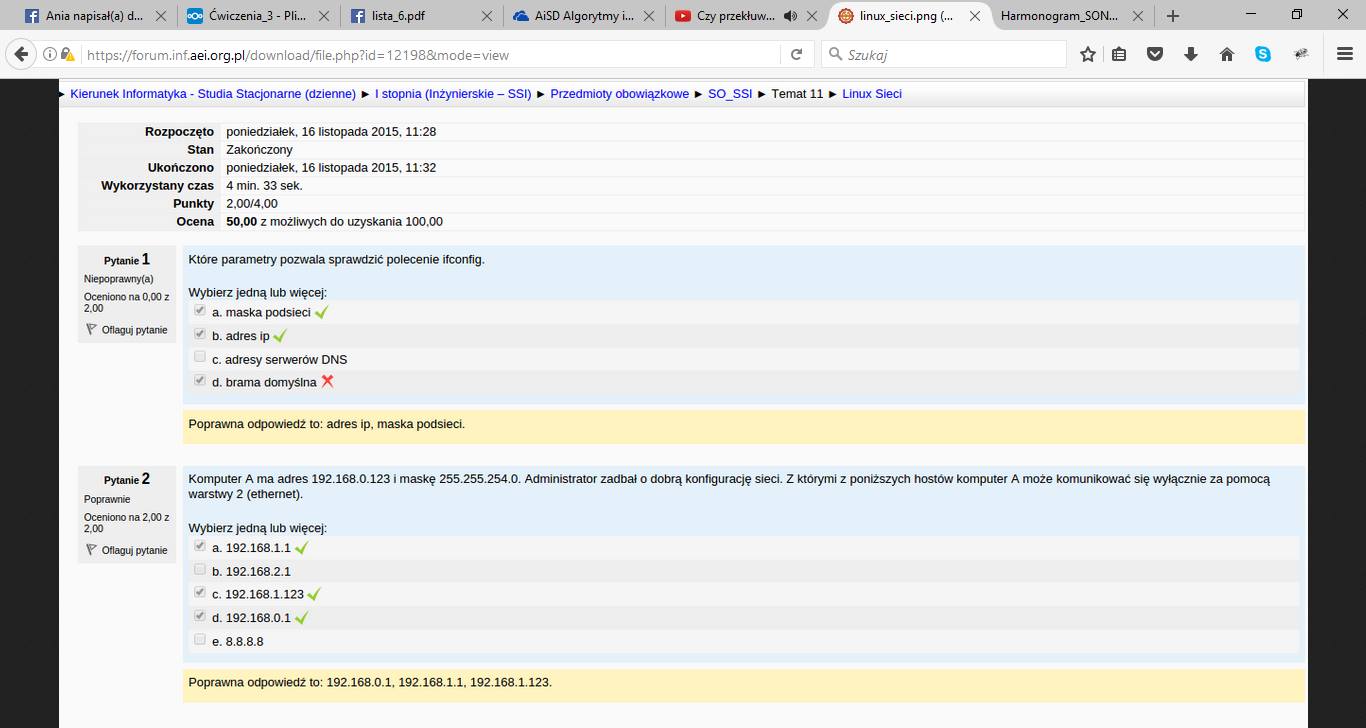 Ania napisał(a) d...
Ćwiczenia_3 - Pli...
lista_6.pdf
AiSD Algorytmy i...
Czy przekłuw...
linux_sieci.png (...
Harmonogram_SON...
https://forum.inf.aei.org.pl/download/file.php?id=12198&mode=view
Szukaj
► Kierunek Informatyka - Studia Stacjonarne (dzienne) ► I stopnia (Inżynierskie – SSI) ► Przedmioty obowiązkowe ► SO_SSI ► Temat 11 ► Linux Sieci
Rozpoczęto poniedziałek, 16 listopada 2015, 11:28
Stan Zakończony
Ukończono poniedziałek, 16 listopada 2015, 11:32
Wykorzystany czas 4 min. 33 sek.
Punkty 2,00/4,00
Ocena 50,00 z możliwych do uzyskania 100,00
Pytanie 1
Niepoprawny(a)
Oceniono na 0,00 z
2,00
Oflaguj pytanie
Które parametry pozwala sprawdzić polecenie ifconfig.
Wybierz jedną lub więcej:
a. maska podsieci
b. adres ip
c. adresy serwerów DNS
d. brama domyślna
Poprawna odpowiedź to: adres ip, maska podsieci.
Pytanie 2
Poprawnie
Oceniono na 2,00 z
2,00
Oflaguj pytanie
Komputer A ma adres 192.168.0.123 i maskę 255.255.254.0. Administrator zadbał o dobrą konfigurację sieci. Z którymi z poniższych hostów komputer A może komunikować się wyłącznie za pomocą
warstwy 2 (ethernet).
Wybierz jedną lub więcej:
a. 192.168.1.1
b. 192.168.2.1
c. 192.168.1.123
d. 192.168.0.1
e. 8.8.8.8
Poprawna odpowiedź to: 192.168.0.1, 192.168.1.1, 192.168.1.123.